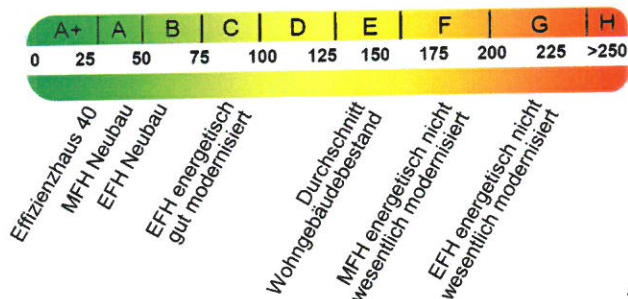 A+ A B C D E F G H
0 25 50 75 100 125 150 175 200 225 >250
Effizienzhaus 40
MFH Neubau
EFH Neubau
EFH energetisch
gut modernisiert
Durchschnitt
Wohngebäudebestand
MFH energetisch nicht
wesentlich modernisiert
EFH energetisch nicht
wesentlich modernisiert